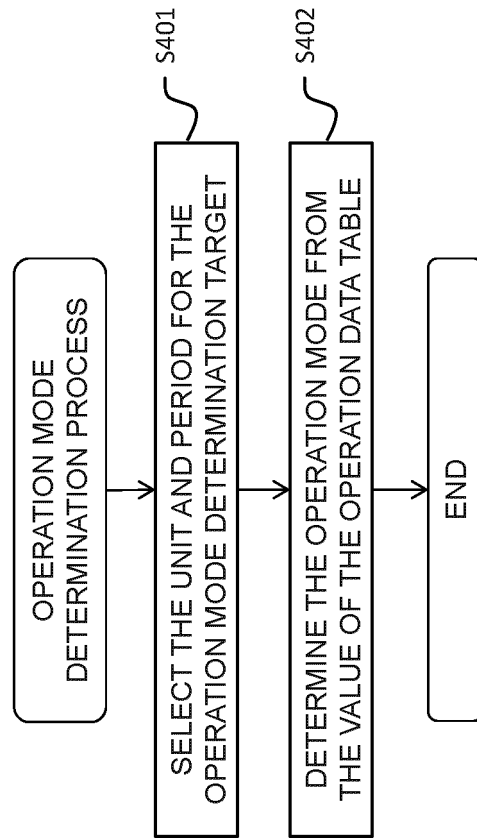 OPERATION MODE
DETERMINATION PROCESS
SELECT THE UNIT AND PERIOD FOR THE
OPERATION MODE DETERMINATION TARGET
S401
DETERMINE THE OPERATION MODE FROM
THE VALUE OF THE OPERATION DATA TABLE
S402
END